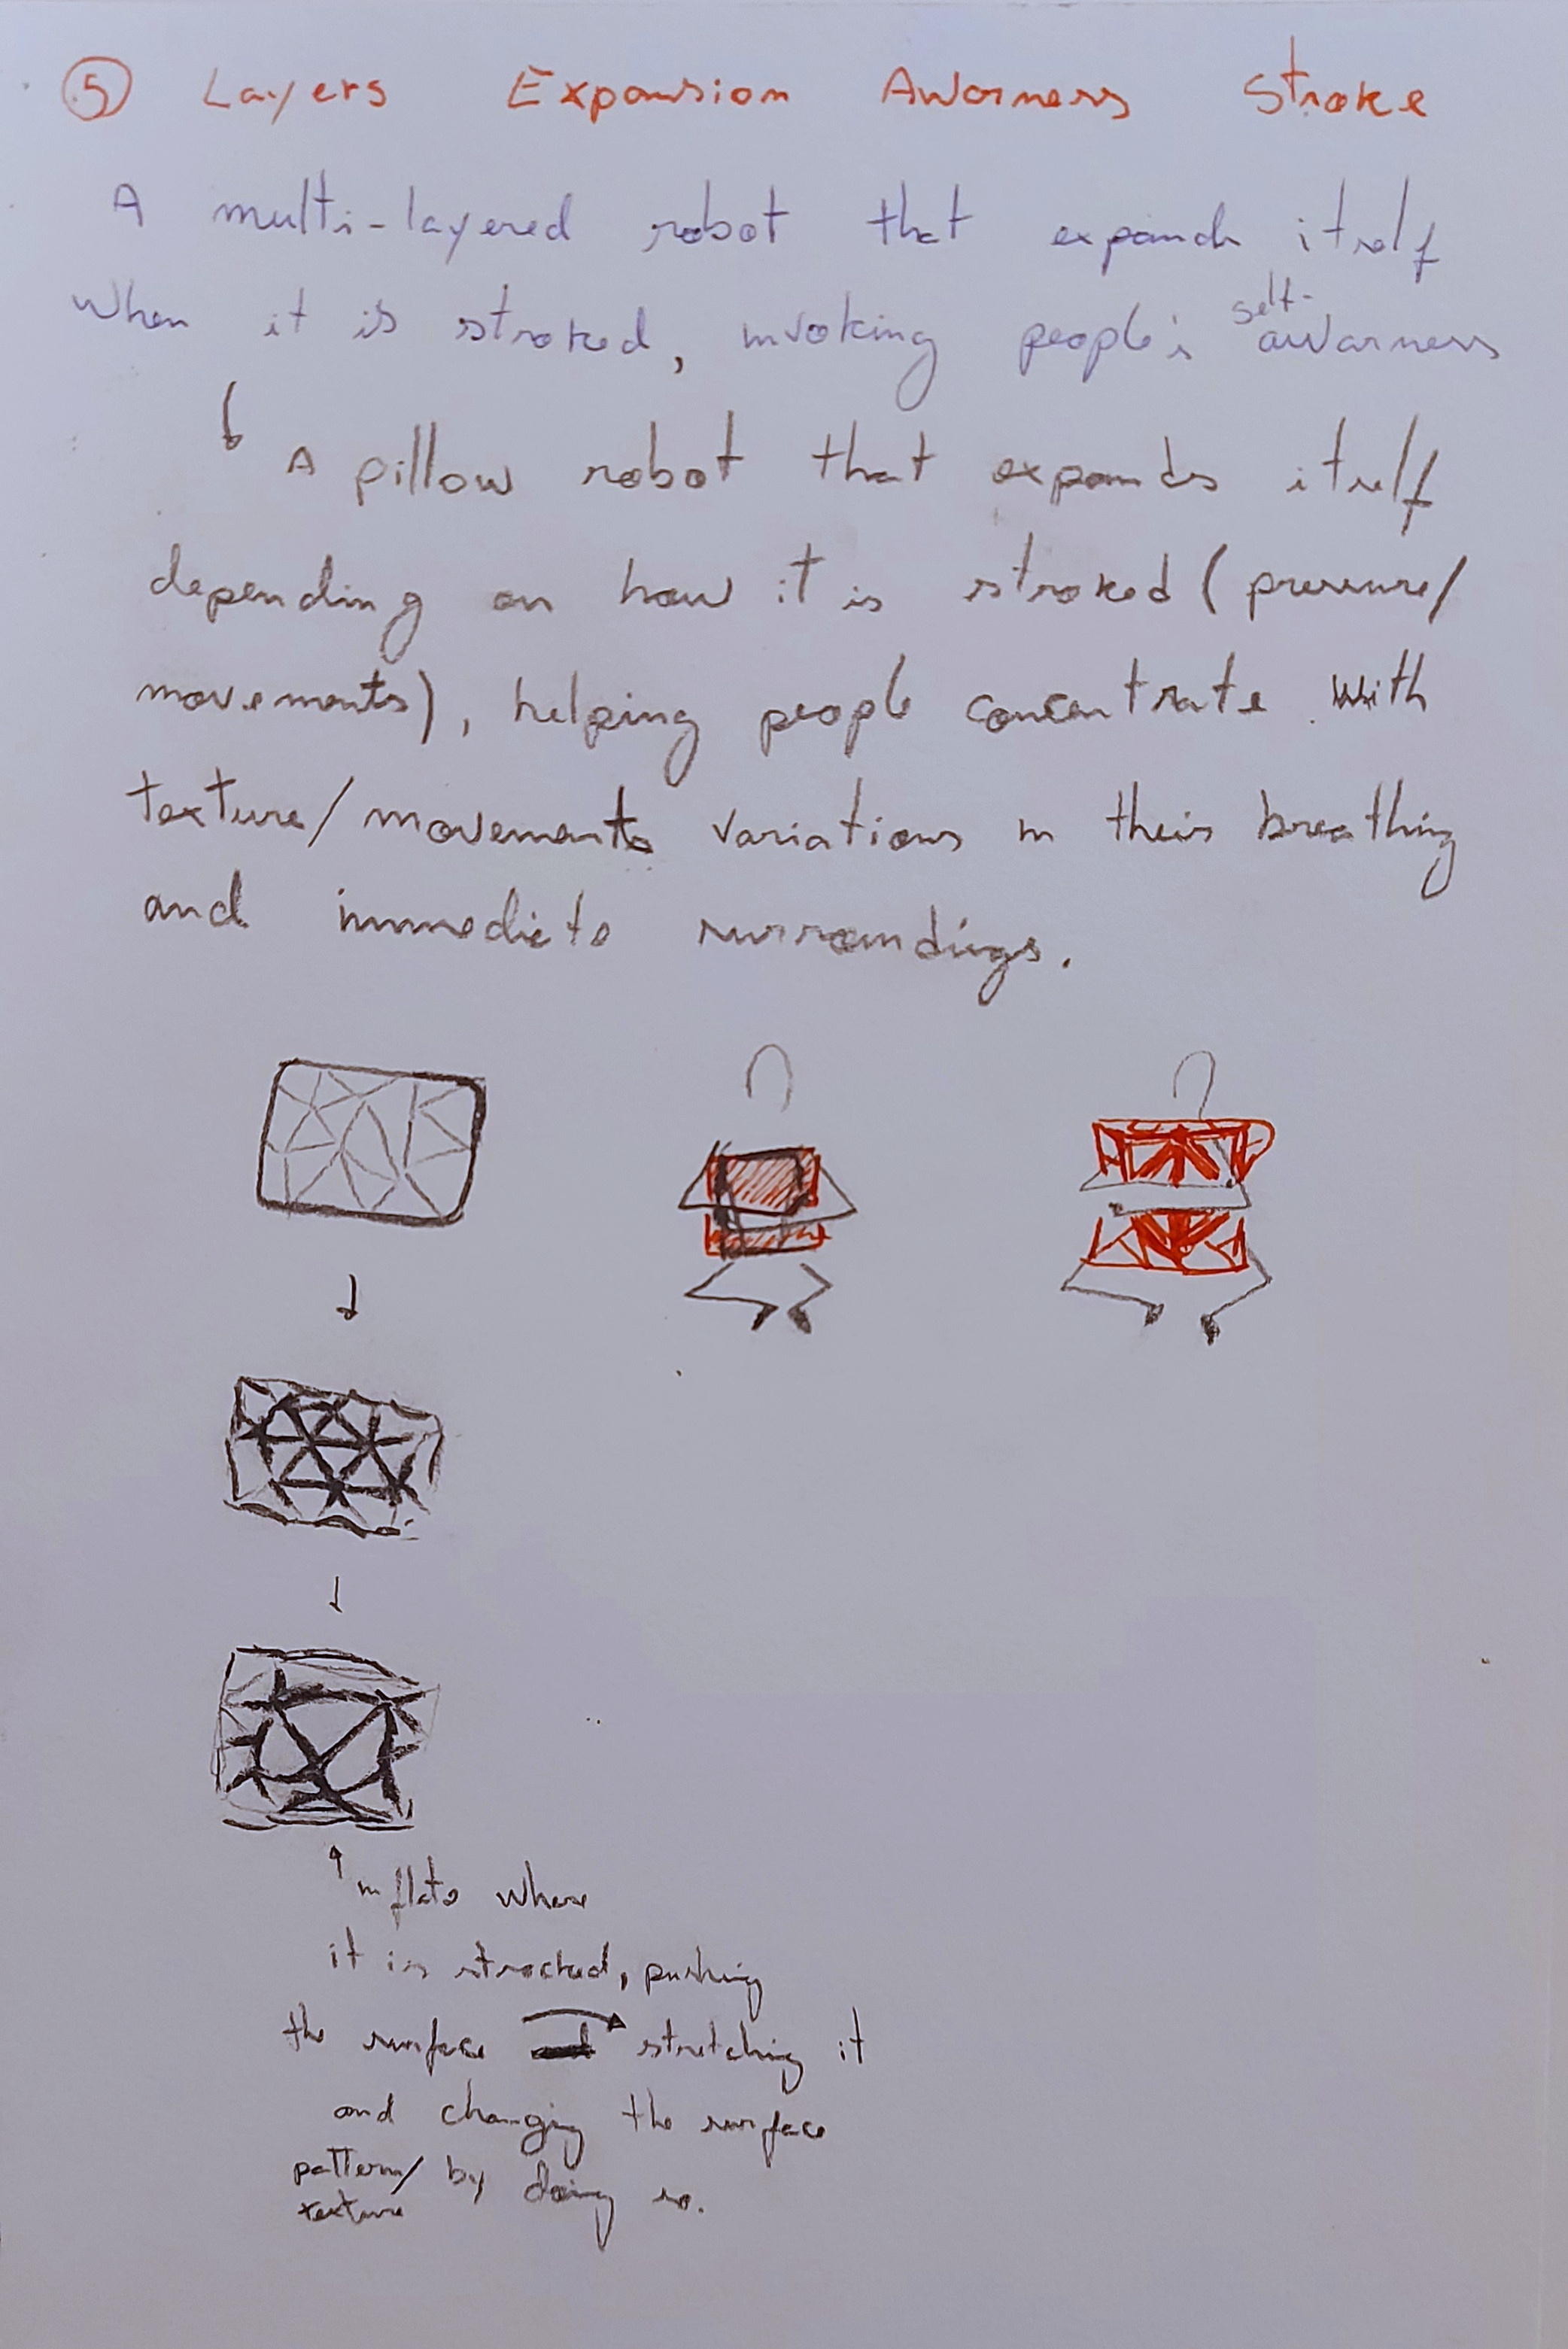 5 Layers Expansion Awarness Stroke
A multi-layered robot that expands itself
when it is stroked, invoking people's self-awarness
A pillow robot that expands itself
depending on how it is stroked (pressure/
movements), helping people concentrate with
texture/movements variations in their breathing
and immediate surroundings.
inflate where
it is strocked, pushing
the surface stretching it
and changing the surface
pattern/ by doing so.
texture